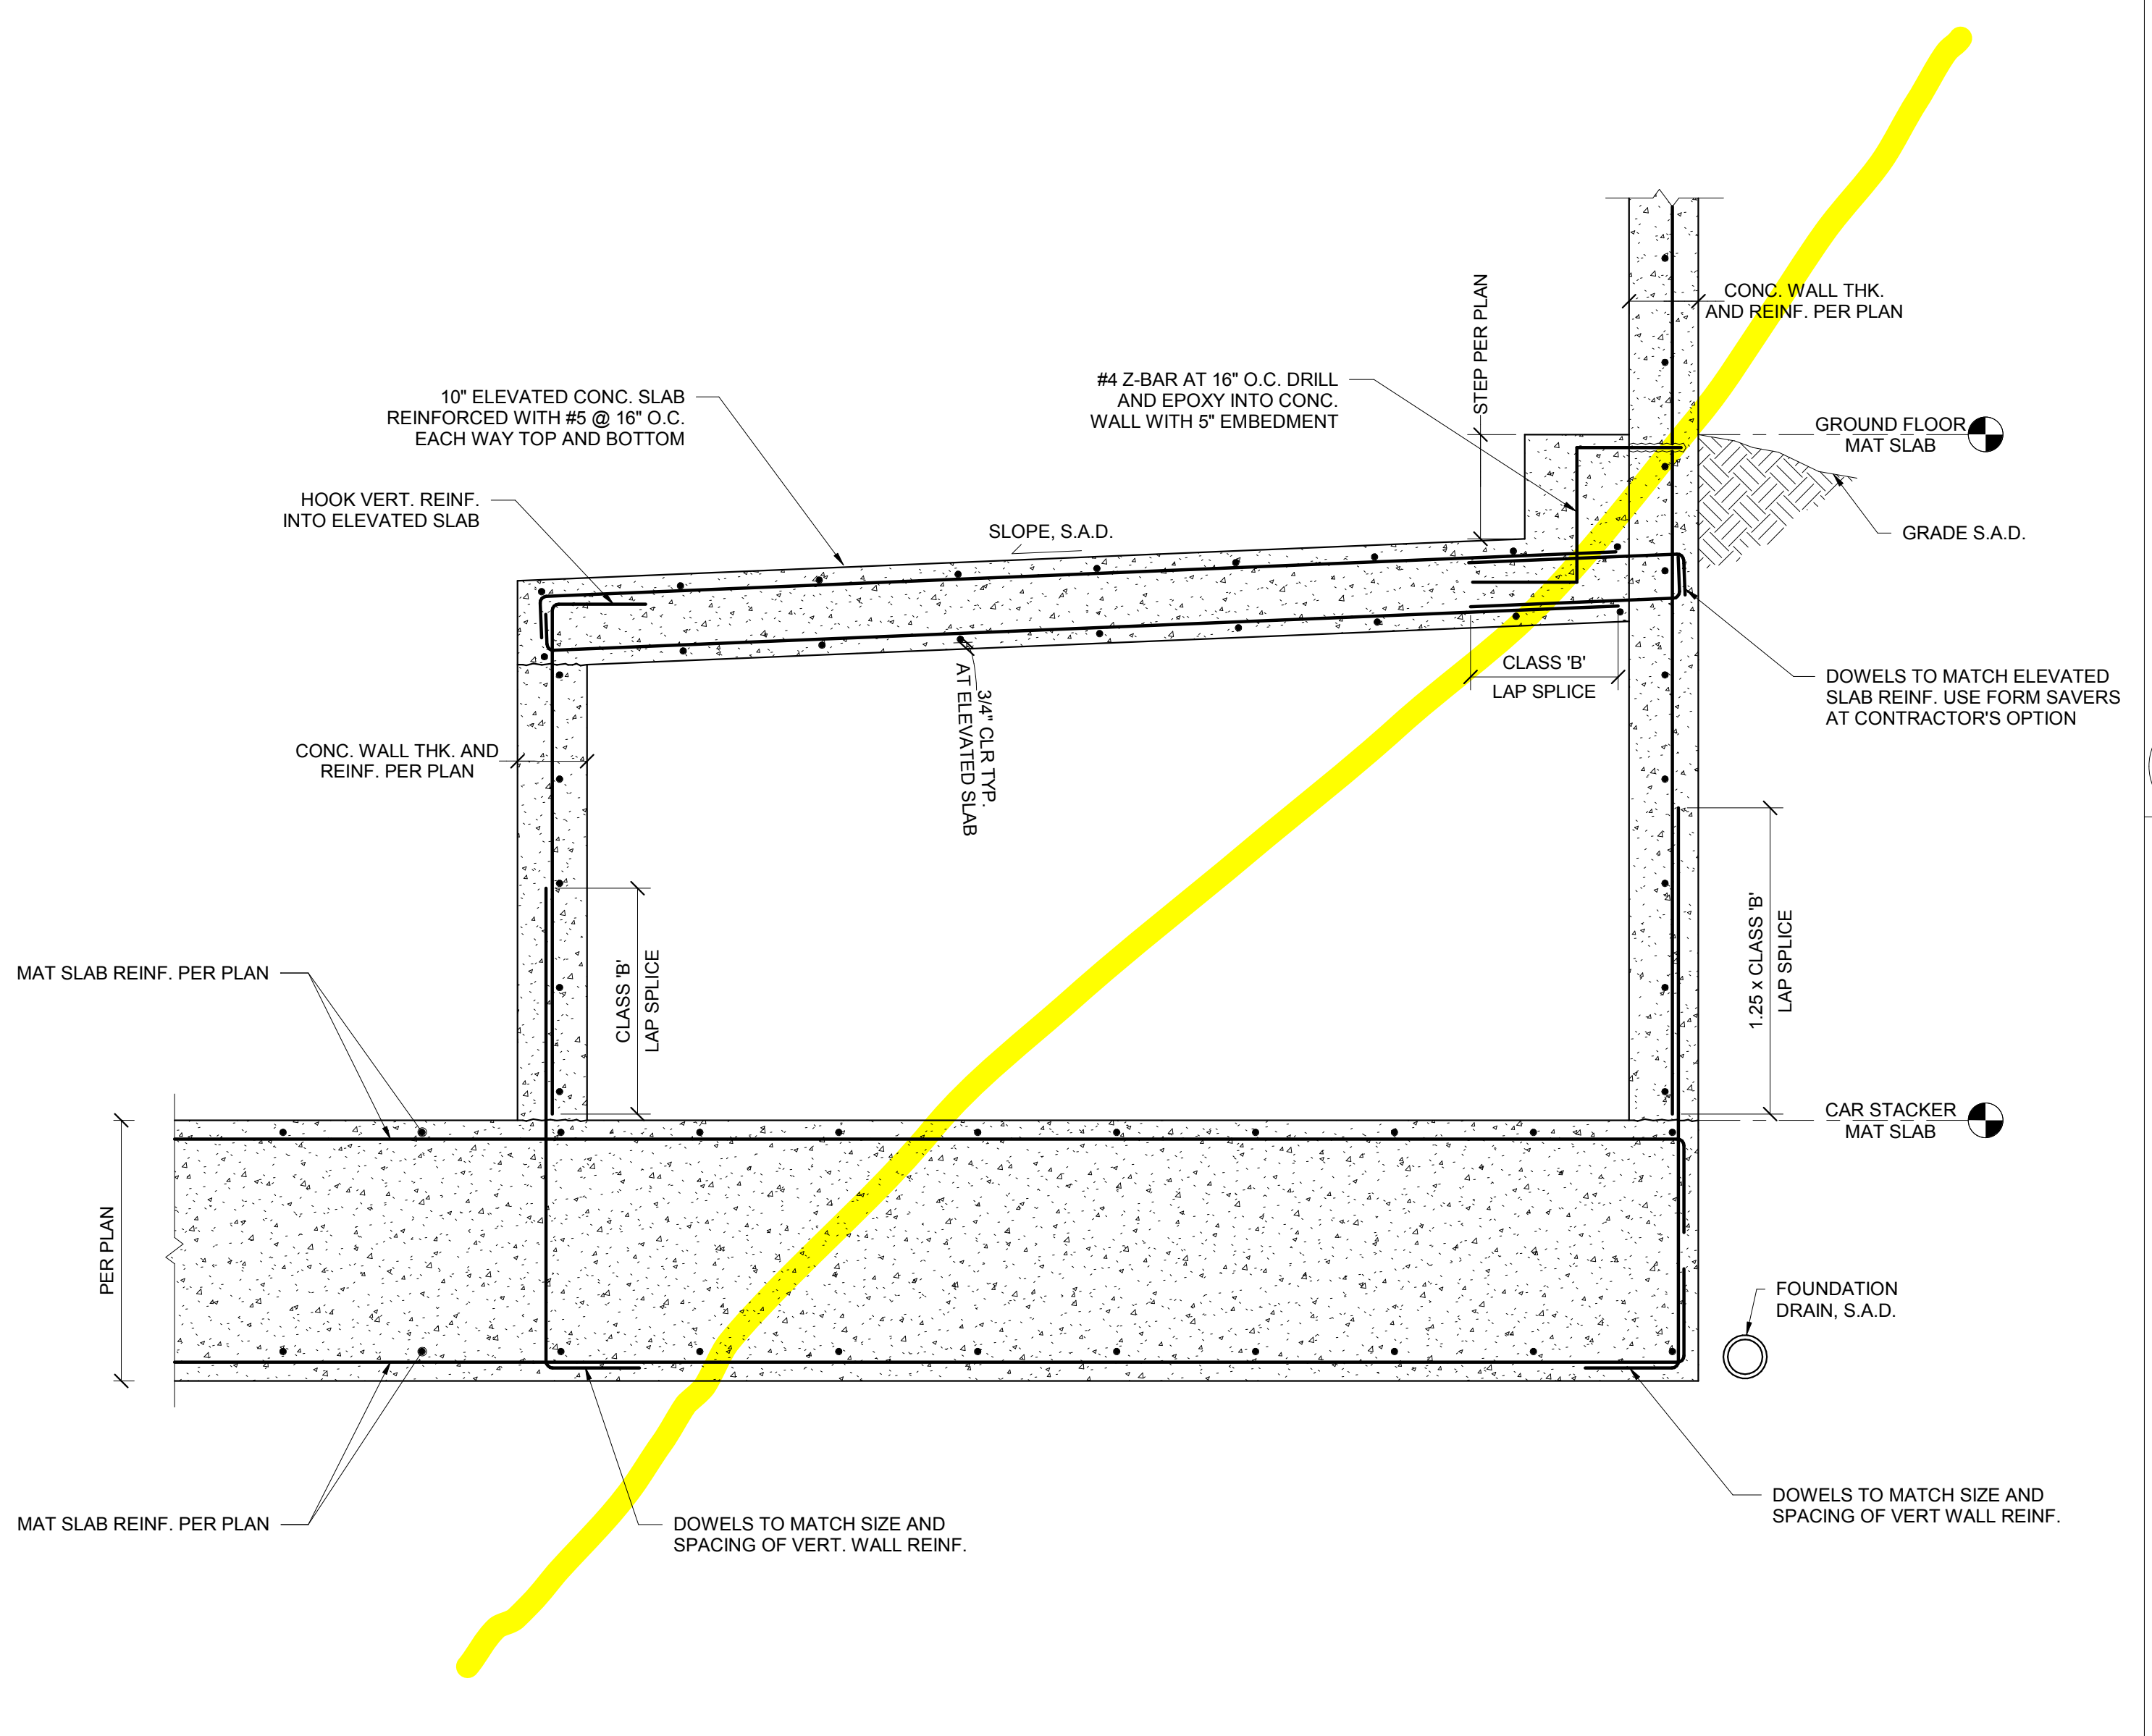 CONC. WALL THK.
AND REINF. PER PLAN
STEP PER PLAN
#4 Z-BAR AT 16" O.C. DRILL
AND EPOXY INTO CONC.
WALL WITH 5" EMBEDMENT
10" ELEVATED CONC. SLAB
REINFORCED WITH #5 @ 16" O.C.
EACH WAY TOP AND BOTTOM
GROUND FLOOR
MAT SLAB
HOOK VERT. REINF.
INTO ELEVATED SLAB
SLOPE, S.A.D.
GRADE S.A.D.
CLASS 'B'
LAP SPLICE
DOWELS TO MATCH ELEVATED
SLAB REINF. USE FORM SAVERS
AT CONTRACTOR'S OPTION
3/4" CLR TYP.
AT ELEVATED SLAB
CONC. WALL THK. AND
REINF. PER PLAN
1.25 x CLASS 'B'
LAP SPLICE
CLASS 'B'
LAP SPLICE
MAT SLAB REINF. PER PLAN
CAR STACKER
MAT SLAB
PER PLAN
FOUNDATION
DRAIN, S.A.D.
DOWELS TO MATCH SIZE AND
SPACING OF VERT WALL REINF.
MAT SLAB REINF. PER PLAN
DOWELS TO MATCH SIZE AND
SPACING OF VERT. WALL REINF.